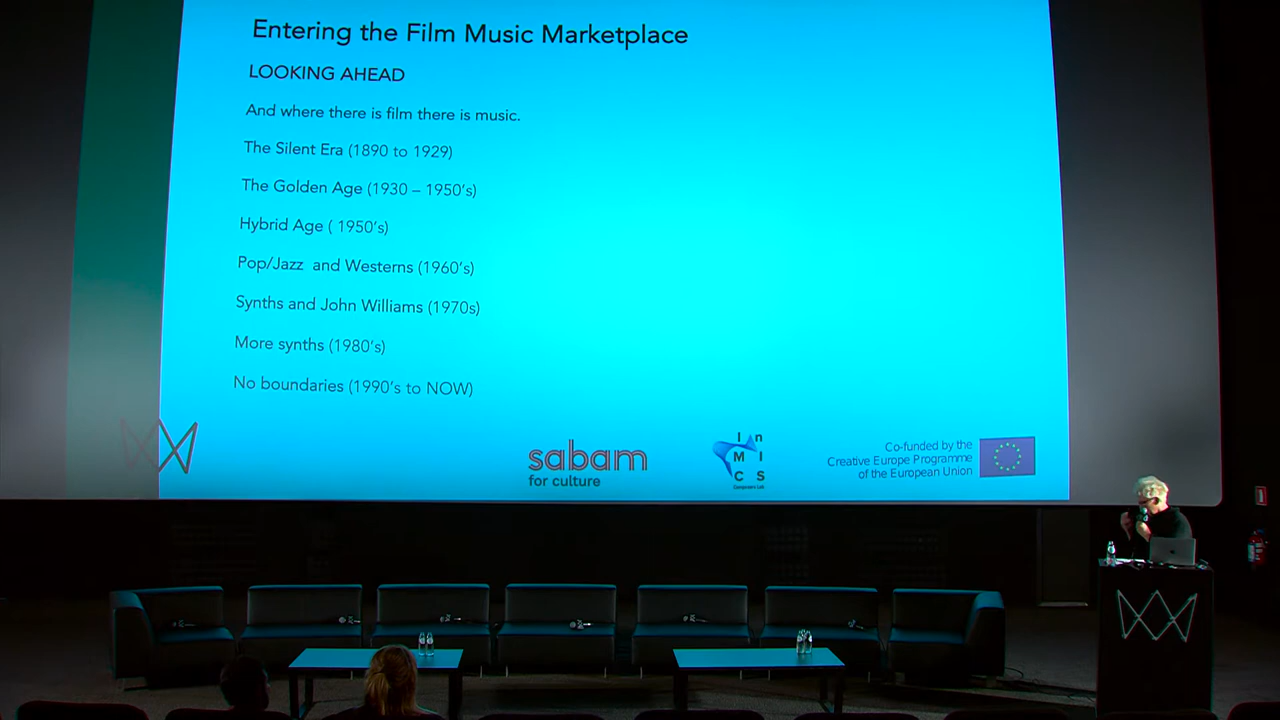 Entering the Film Music Marketplace
LOOKING AHEAD
And where there is film there is music.
The Silent Era (1890 to 1929)
The Golden Age (1930 – 1950's)
Hybrid Age ( 1950's)
Pop/Jazz and Westerns (1960's)
Synths and John Williams (1970s)
More synths (1980's)
No boundaries (1990's to NOW)
sabam
for culture
I n
M I
C S
Composers Lab
Co-funded by the
Creative Europe Programme
of the European Union